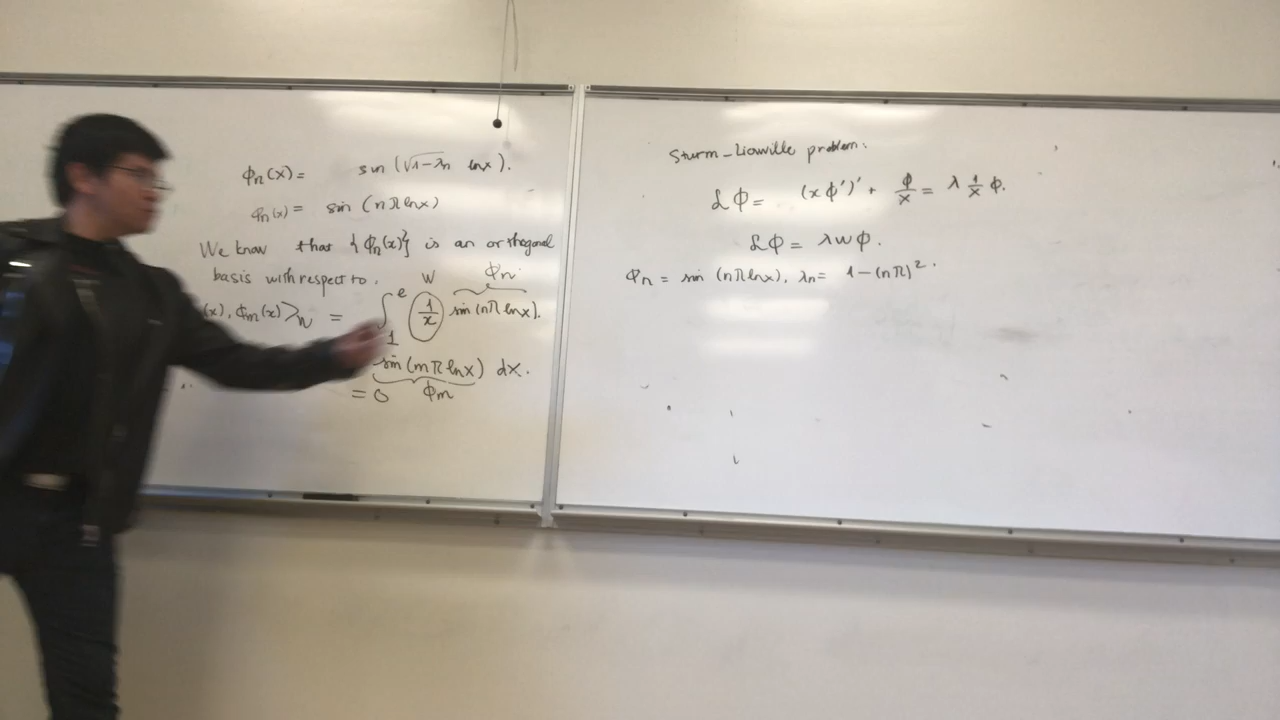 ϕₙ(x) = sin(√1−λₙ lnx).
ϕₙ(x) = sin (nπ lnx)
We know that {ϕₙ(x)} is an orthogonal
basis with respect to.
W ϕₙ
(x), ϕₘ(x)>_W = ∫₁ᵉ (1/x) sin(nπ lnx).
sin(mπ lnx) dx.
= 0 ϕₘ
Sturm-Liouville problem:
ℒϕ = (xϕ')' + ϕ/x = λ 1/x ϕ.
ℒϕ = λwϕ.
ϕₙ = sin (nπ lnx), λₙ = 1−(nπ)².